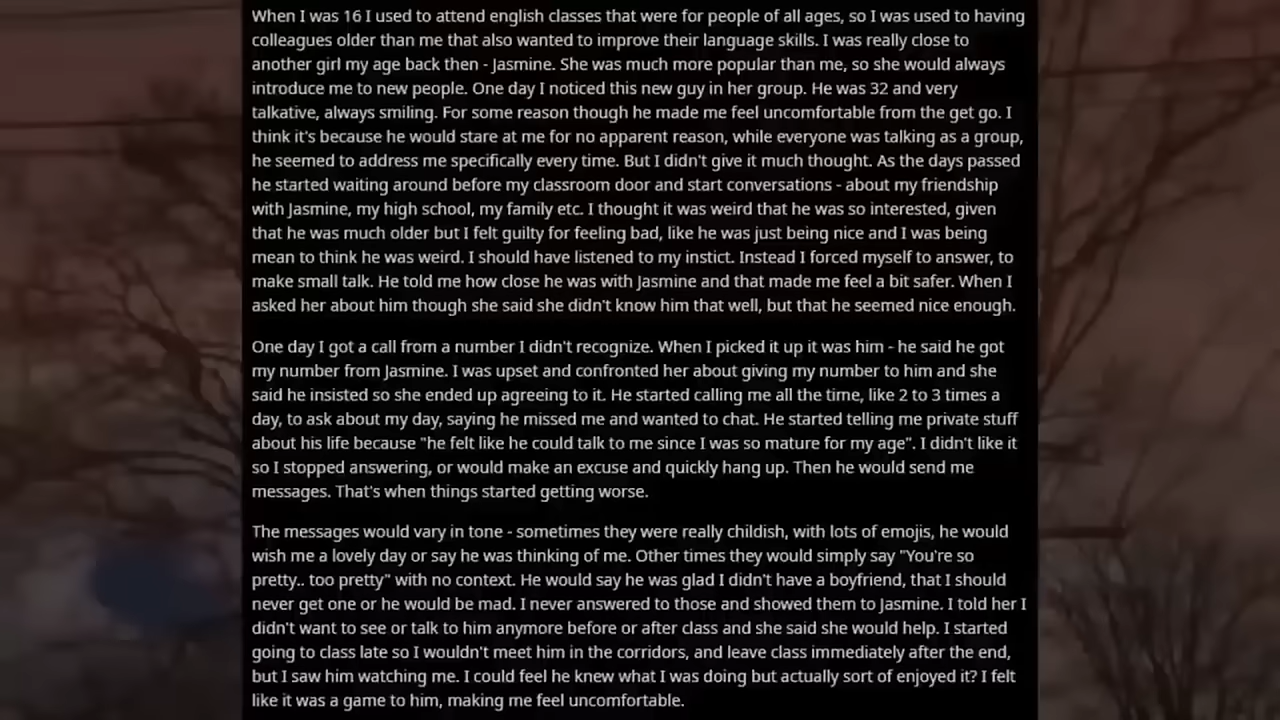 When I was 16 I used to attend english classes that were for people of all ages, so I was used to having
colleagues older than me that also wanted to improve their language skills. I was really close to
another girl my age back then - Jasmine. She was much more popular than me, so she would always
introduce me to new people. One day I noticed this new guy in her group. He was 32 and very
talkative, always smiling. For some reason though he made me feel uncomfortable from the get go. I
think it's because he would stare at me for no apparent reason, while everyone was talking as a group,
he seemed to address me specifically every time. But I didn't give it much thought. As the days passed
he started waiting around before my classroom door and start conversations - about my friendship
with Jasmine, my high school, my family etc. I thought it was weird that he was so interested, given
that he was much older but I felt guilty for feeling bad, like he was just being nice and I was being
mean to think he was weird. I should have listened to my instict. Instead I forced myself to answer, to
make small talk. He told me how close he was with Jasmine and that made me feel a bit safer. When I
asked her about him though she said she didn't know him that well, but that he seemed nice enough.
One day I got a call from a number I didn't recognize. When I picked it up it was him - he said he got
my number from Jasmine. I was upset and confronted her about giving my number to him and she
said he insisted so she ended up agreeing to it. He started calling me all the time, like 2 to 3 times a
day, to ask about my day, saying he missed me and wanted to chat. He started telling me private stuff
about his life because "he felt like he could talk to me since I was so mature for my age". I didn't like it
so I stopped answering, or would make an excuse and quickly hang up. Then he would send me
messages. That's when things started getting worse.
The messages would vary in tone - sometimes they were really childish, with lots of emojis, he would
wish me a lovely day or say he was thinking of me. Other times they would simply say "You're so
pretty.. too pretty" with no context. He would say he was glad I didn't have a boyfriend, that I should
never get one or he would be mad. I never answered to those and showed them to Jasmine. I told her I
didn't want to see or talk to him anymore before or after class and she said she would help. I started
going to class late so I wouldn't meet him in the corridors, and leave class immediately after the end,
but I saw him watching me. I could feel he knew what I was doing but actually sort of enjoyed it? I felt
like it was a game to him, making me feel uncomfortable.